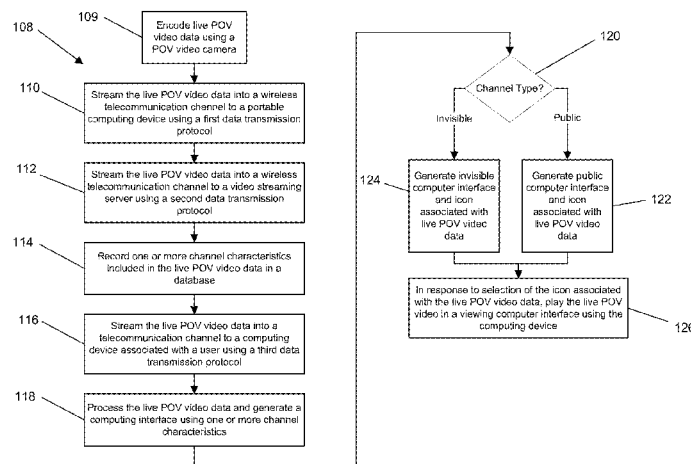 108
109
Encode live POV
video data using a
POV video camera
110
Stream the live POV video data into a wireless
telecommunication channel to a portable
computing device using a first data transmission
protocol
112
Stream the live POV video data into a wireless
telecommunication channel to a video streaming
server using a second data transmission
protocol
114
Record one or more channel characteristics
included in the live POV video data in a
database
116
Stream the live POV video data into a
telecommunication channel to a computing
device associated with a user using a third data
transmission protocol
118
Process the live POV video data and generate a
computing interface using one or more channel
characteristics
120
Channel Type?
Invisible
Public
124
Generate invisible
computer interface
and icon
associated with
live POV video
data
Generate public
computer interface
and icon
associated with
live POV video
data
122
In response to selection of the icon associated
with the live POV video data, play the live POV
video in a viewing computer interface using the
computing device
126